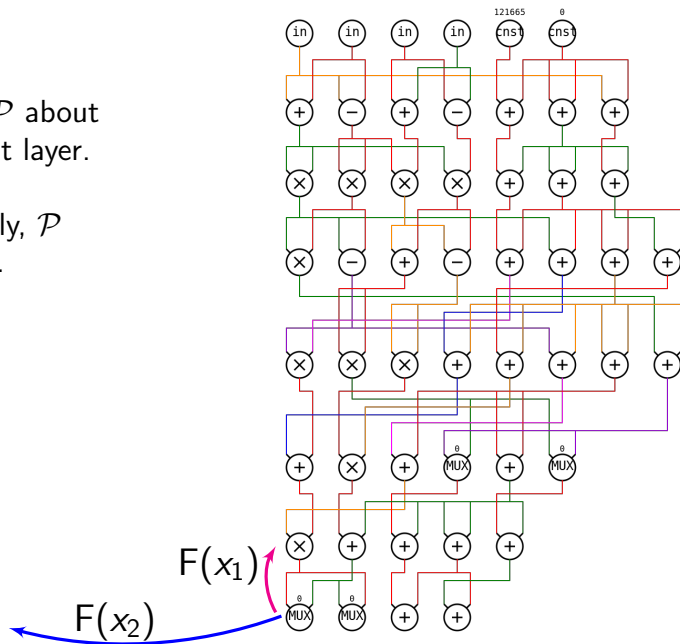 121665 0
in in in in cnst cnst
𝒫 about
+ − + − + + +
t layer.
× × × × + + +
ly, 𝒫
.
× − + − + + + +
× × × + + + + +
0 0
+ × + MUX + MUX
× + + + +
F(x₁)
0 0
MUX MUX + +
F(x₂)